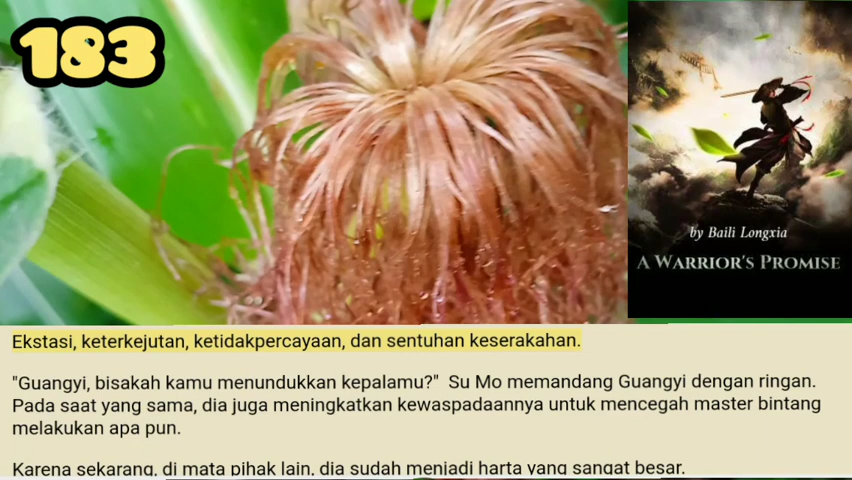 183
by Baili Longxia
A WARRIOR'S PROMISE
Ekstasi, keterkejutan, ketidakpercayaan, dan sentuhan keserakahan.
"Guangyi, bisakah kamu menundukkan kepalamu?" Su Mo memandang Guangyi dengan ringan.
Pada saat yang sama, dia juga meningkatkan kewaspadaannya untuk mencegah master bintang
melakukan apa pun.
Karena sekarang, di mata pihak lain, dia sudah menjadi harta yang sangat besar.